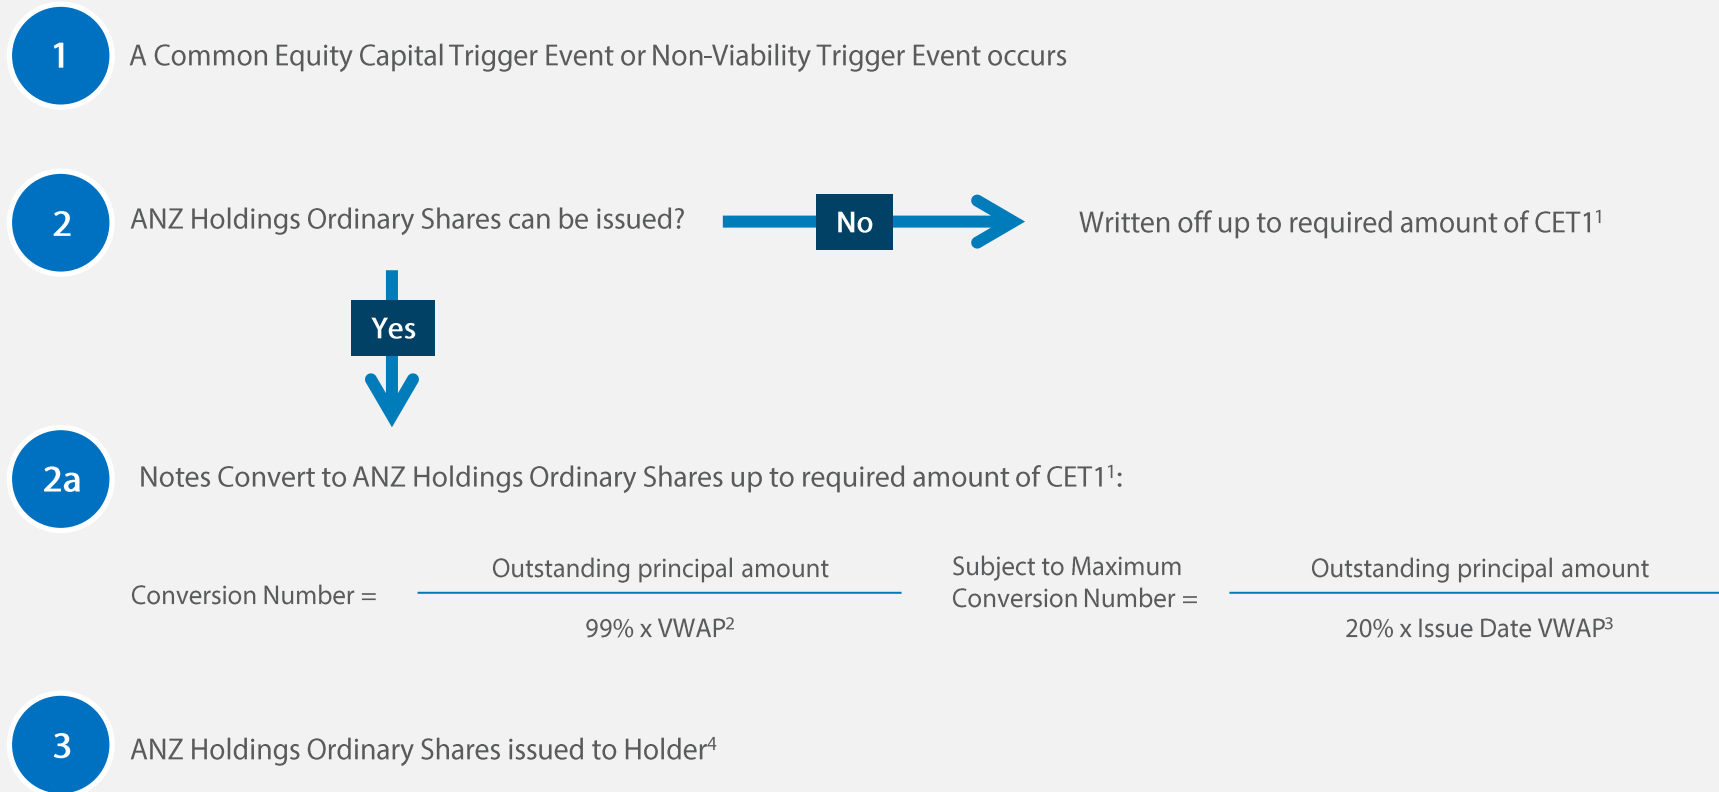 1
A Common Equity Capital Trigger Event or Non-Viability Trigger Event occurs
2
ANZ Holdings Ordinary Shares can be issued?
No
Written off up to required amount of CET1¹
Yes
2a
Notes Convert to ANZ Holdings Ordinary Shares up to required amount of CET1¹:
Conversion Number =
Outstanding principal amount
99% x VWAP²
Subject to Maximum
Conversion Number =
Outstanding principal amount
20% x Issue Date VWAP³
3
ANZ Holdings Ordinary Shares issued to Holder⁴